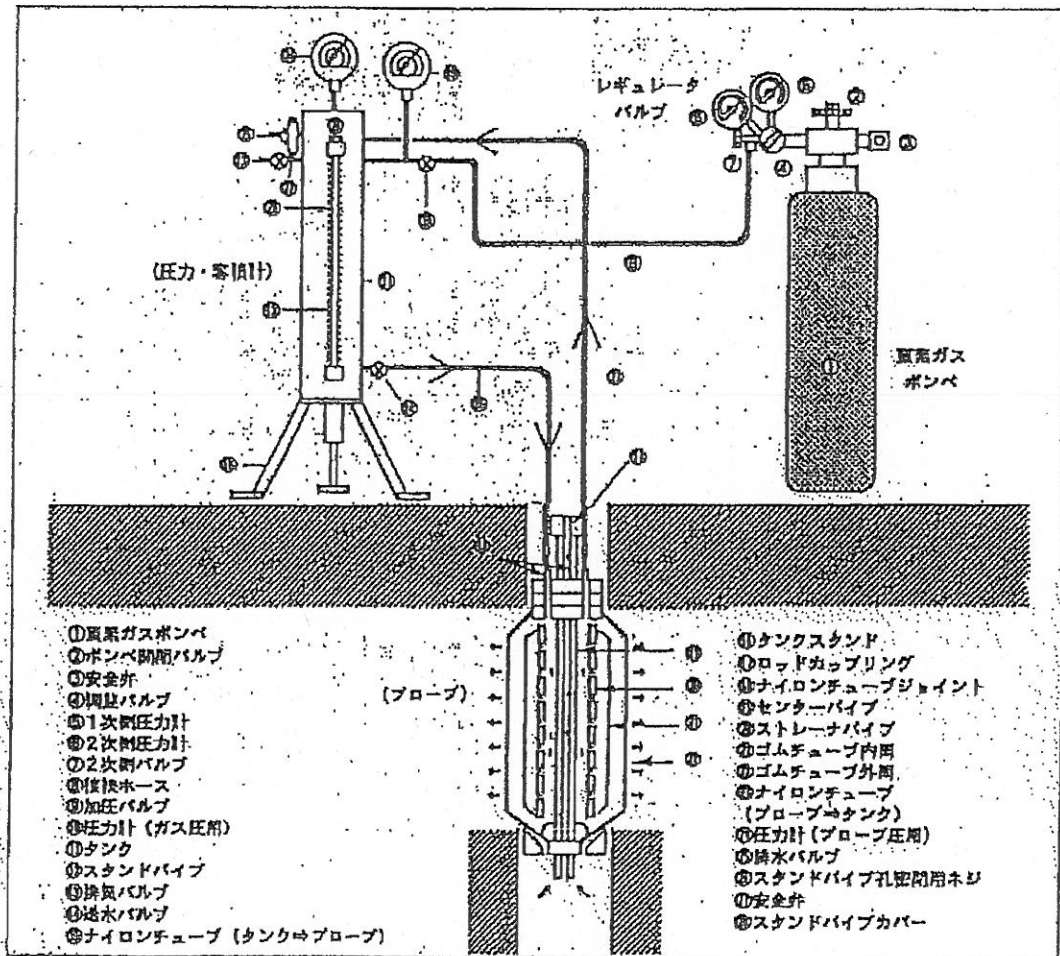 レギュレータ
バルブ
(圧力・容積計)
窒素ガス
ボンベ
(プローブ)
①窒素ガスボンベ
②ボンベ開閉バルブ
③安全弁
④調整バルブ
⑤1次側圧力計
⑥2次側圧力計
⑦2次側バルブ
⑧接続ホース
⑨加圧バルブ
⑩圧力計(ガス圧用)
⑪タンク
⑫スタンドパイプ
⑬排気バルブ
⑭送水バルブ
⑮ナイロンチューブ(タンク⇒プローブ)
⑯タンクスタンド
⑰ロッドカップリング
⑱ナイロンチューブジョイント
⑲センターパイプ
⑳ストレーナパイプ
㉑ゴムチューブ内側
㉒ゴムチューブ外側
㉓ナイロンチューブ
(プローブ⇒タンク)
㉔圧力計(プローブ圧用)
㉕排水バルブ
㉖スタンドパイプ孔密閉用ネジ
㉗安全弁
㉘スタンドパイプカバー